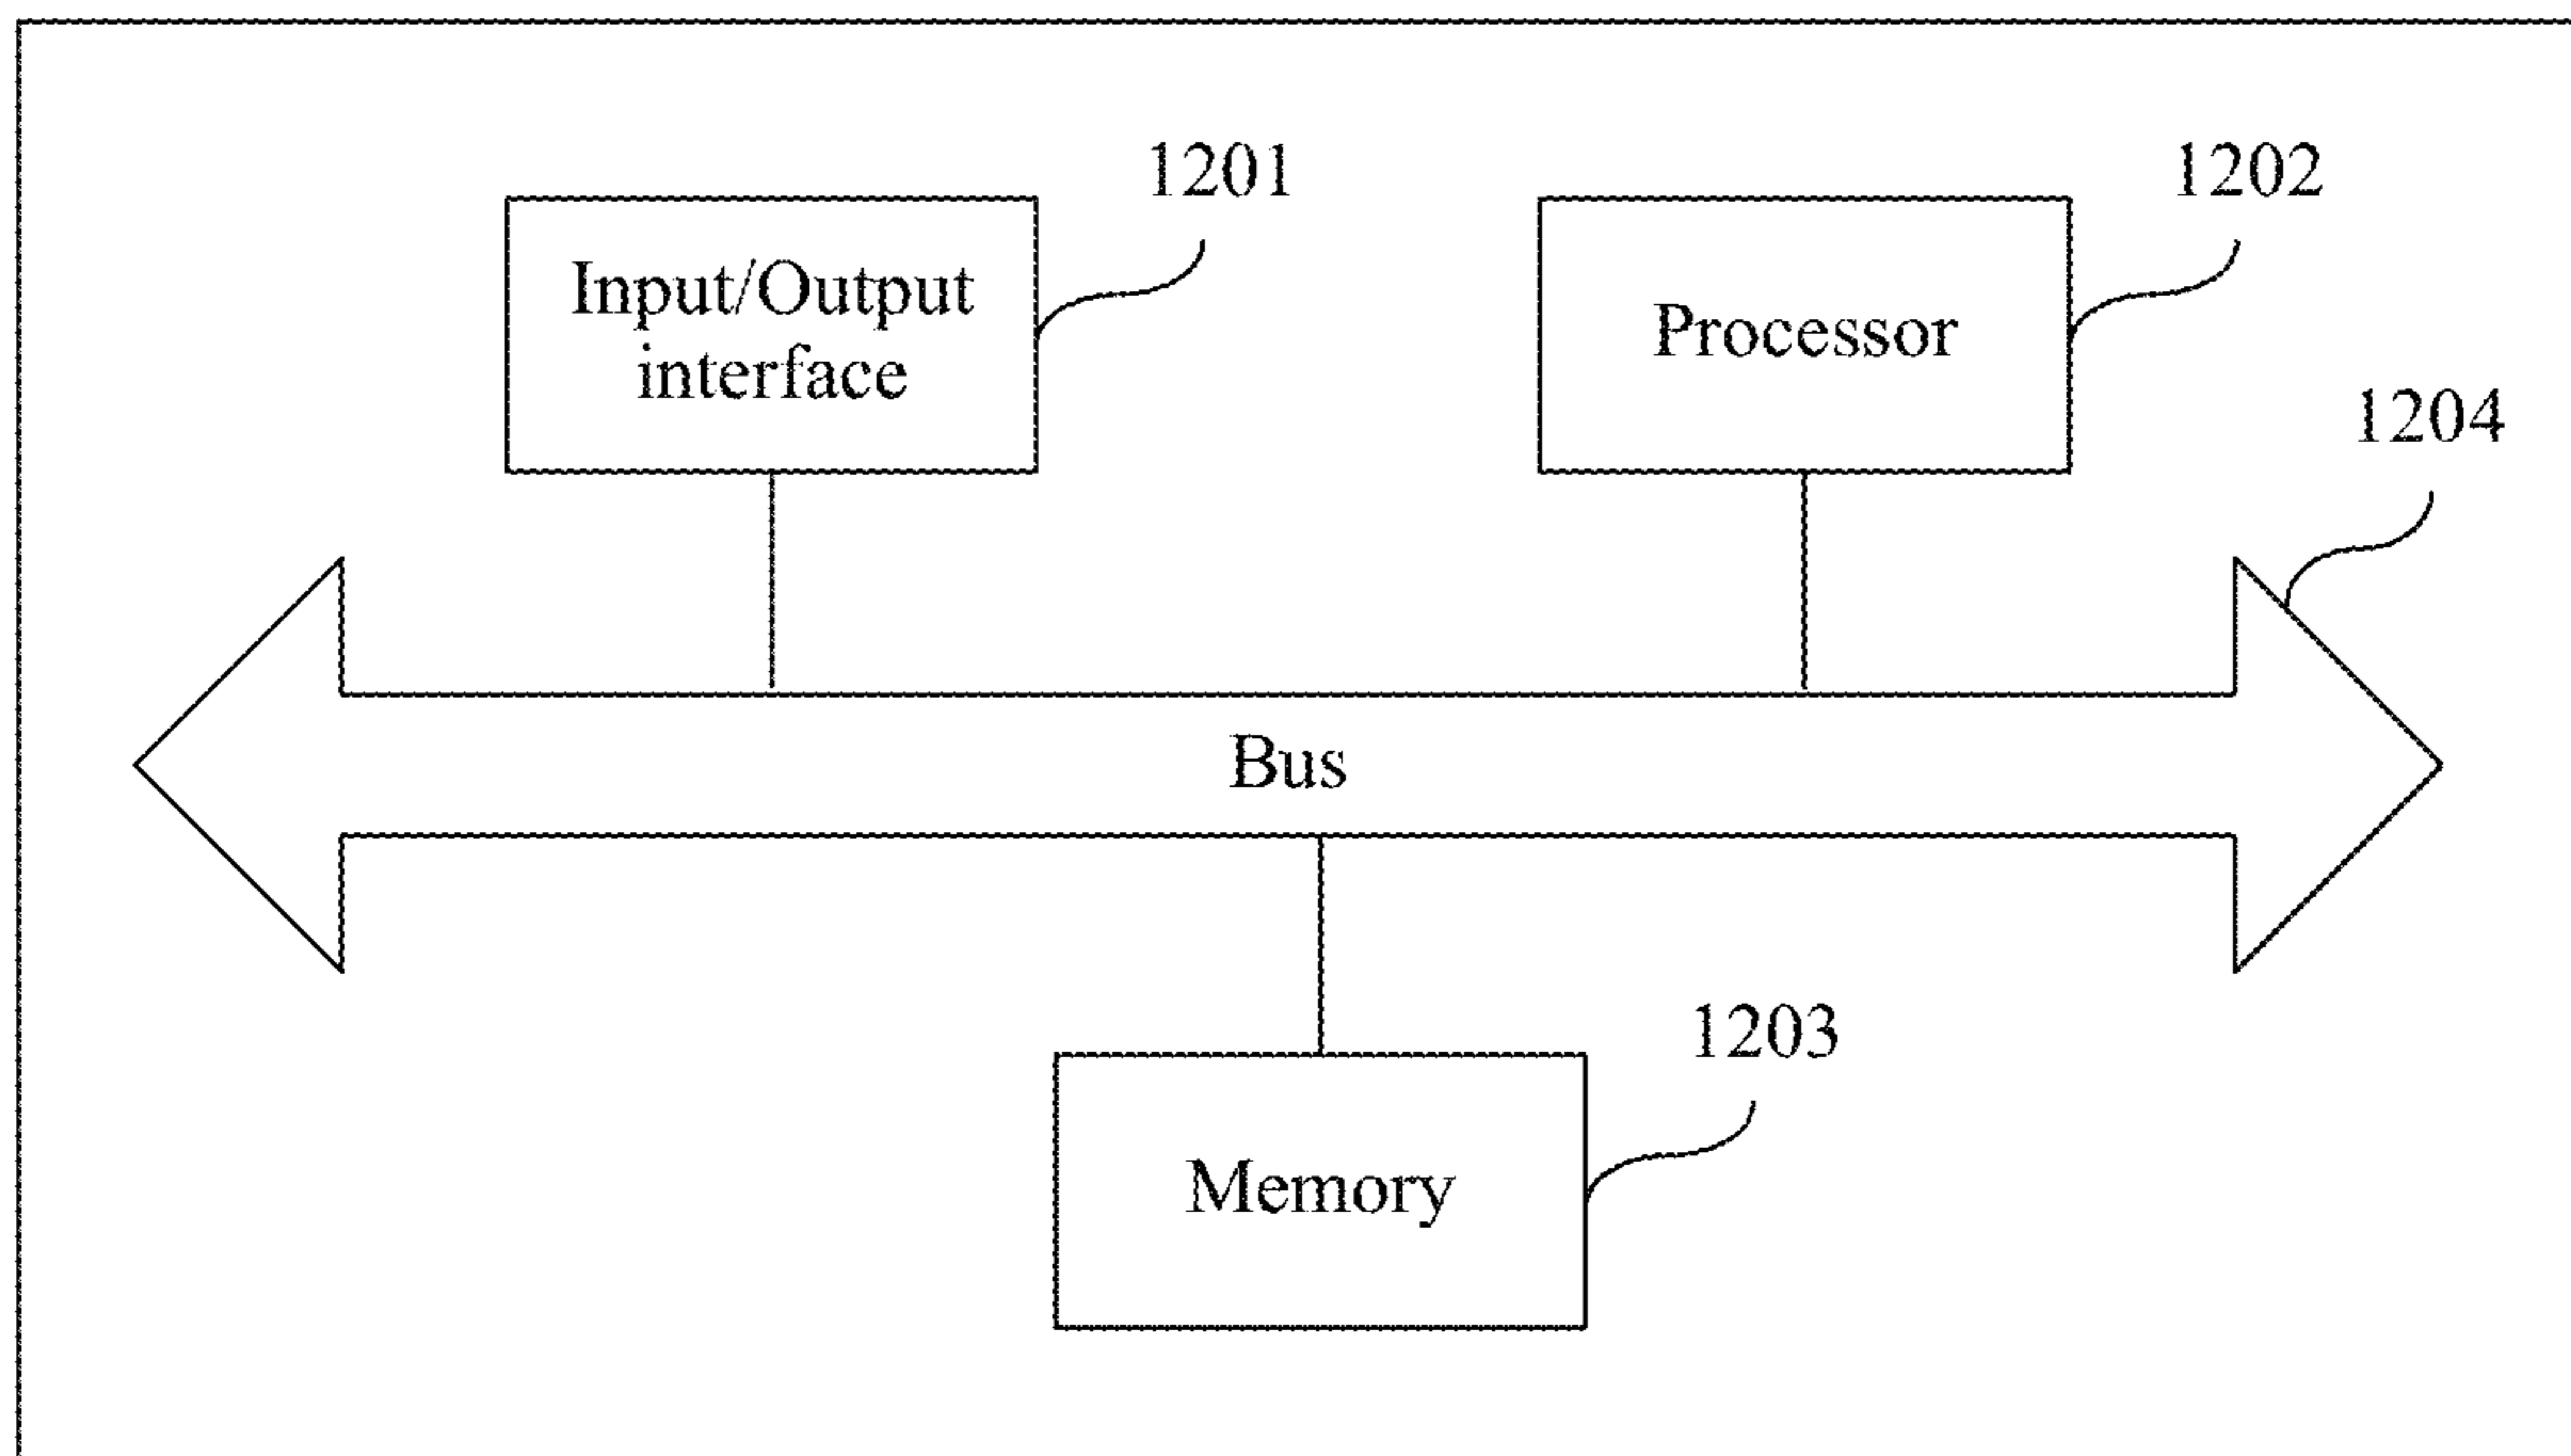 1201
1202
Input/Output
interface
Processor
1204
Bus
1203
Memory